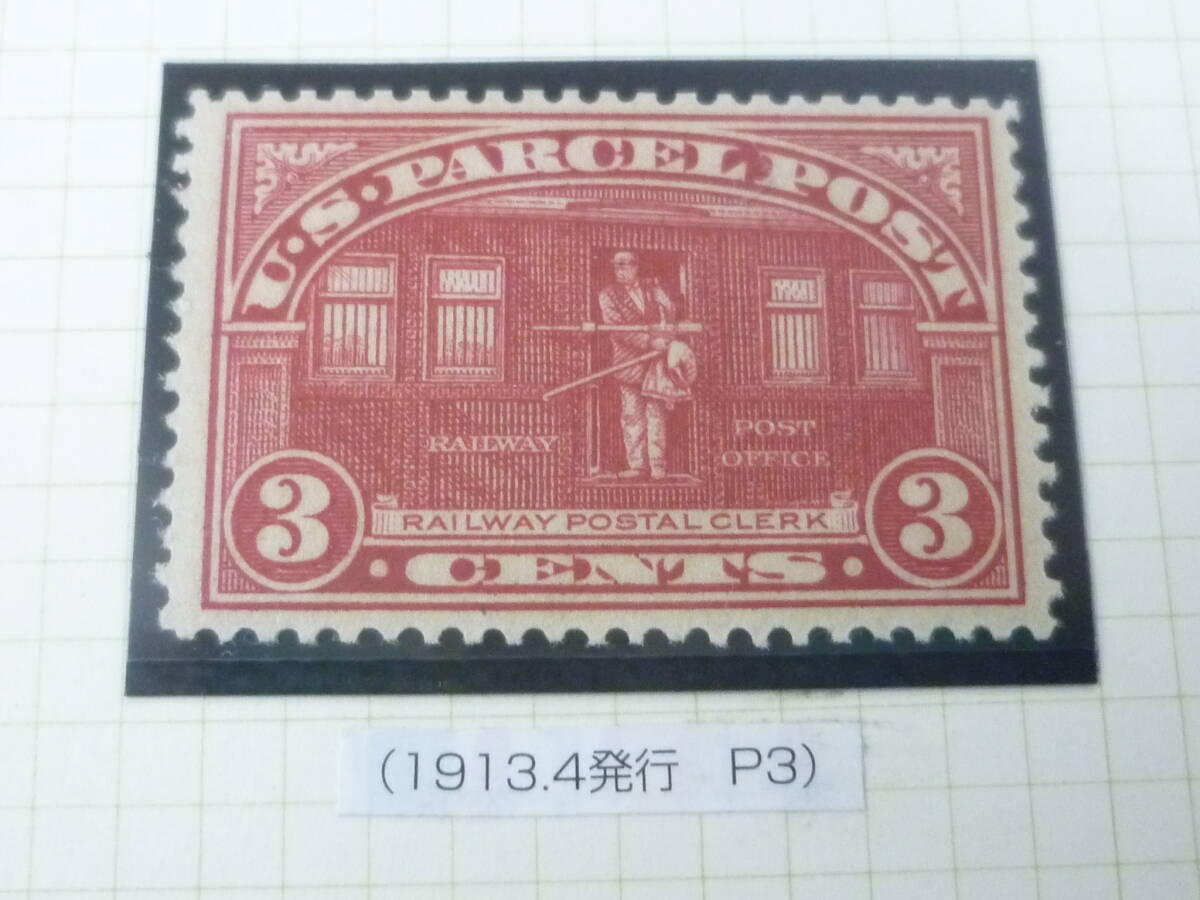 U.S. PARCEL POST
RAILWAY POST
OFFICE
3 RAILWAY POSTAL CLERK 3
· CENTS ·
(1913.4発行 P3)